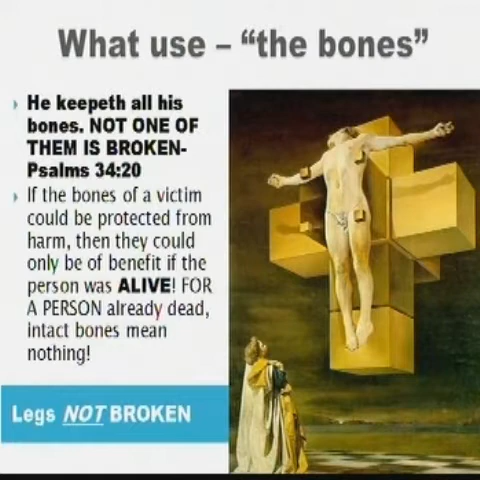 What use – “the bones”
He keepeth all his
bones. NOT ONE OF
THEM IS BROKEN-
Psalms 34:20
If the bones of a victim
could be protected from
harm, then they could
only be of benefit if the
person was ALIVE! FOR
A PERSON already dead,
intact bones mean
nothing!
Legs NOT BROKEN